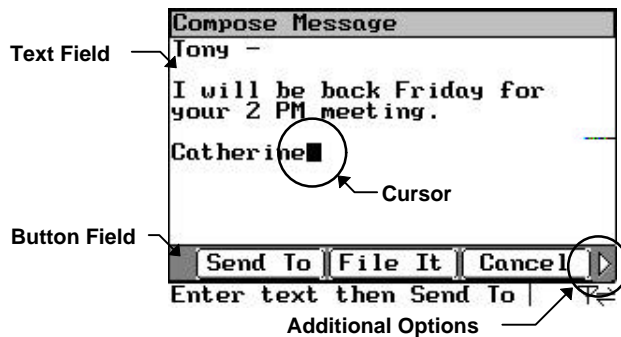 Compose Message
Text Field
Tony -
I will be back Friday for
your 2 PM meeting.
Catherine
Cursor
Button Field
Send To File It Cancel
Enter text then Send To
Additional Options